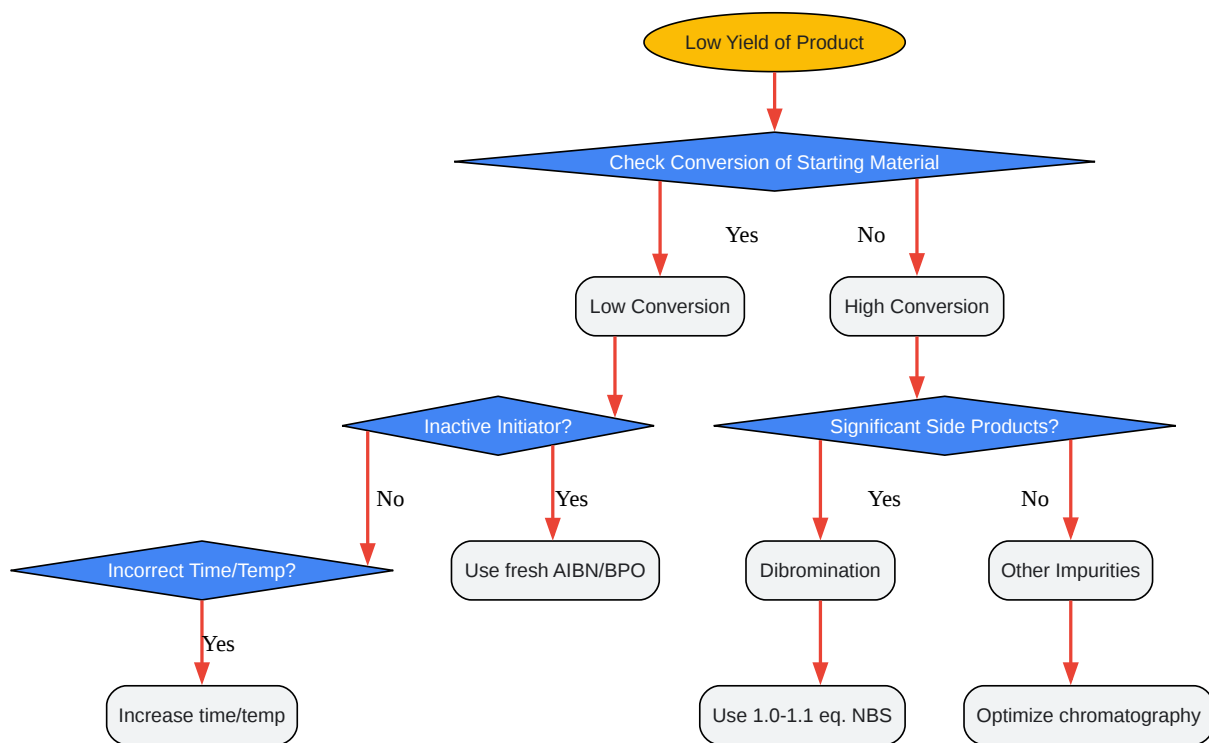 Low Yield of Product
Check Conversion of Starting Material
Yes
No
Low Conversion
High Conversion
Inactive Initiator?
Significant Side Products?
No
Yes
Yes
No
Incorrect Time/Temp?
Use fresh AIBN/BPO
Dibromination
Other Impurities
Yes
Increase time/temp
Use 1.0-1.1 eq. NBS
Optimize chromatography